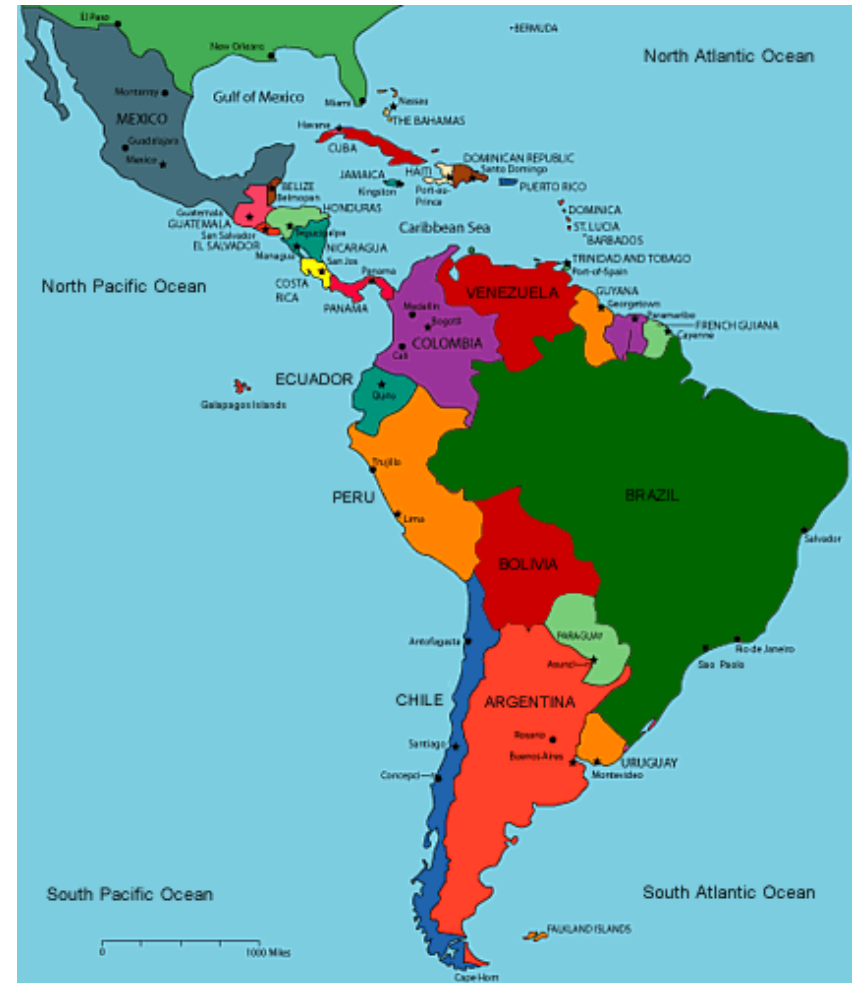 El Paso
New Orleans
BERMUDA
North Atlantic Ocean
Monterrey
Gulf of Mexico
Miami
Nassau
MEXICO
THE BAHAMAS
Havana
Guadalajara
CUBA
Mexico
DOMINICAN REPUBLIC
HAITI
Santo Domingo
JAMAICA
Kingston
Port-au-
Prince
PUERTO RICO
BELIZE
Belmopan
HONDURAS
Guatemala
GUATEMALA
DOMINICA
Caribbean Sea
ST. LUCIA
San Salvador
Tegucigalpa
EL SALVADOR
NICARAGUA
BARBADOS
Managua
San Jos
TRINIDAD AND TOBAGO
Port-of-Spain
Panama
North Pacific Ocean
COSTA
RICA
PANAMA
VENEZUELA
GUYANA
Georgetown
Medellin
Paramaribo
Bogotá
FRENCH GUIANA
Cayenne
COLOMBIA
Cali
ECUADOR
Quito
Galapagos Islands
Trujillo
PERU
BRAZIL
Lima
Salvador
BOLIVIA
PARAGUAY
Antofagasta
Rio de Janeiro
Asunci
Sao Paolo
CHILE
ARGENTINA
Rosario
Santiago
Buenos-Aires
URUGUAY
Concepci
Montevideo
South Pacific Ocean
South Atlantic Ocean
FAUKLAND ISLANDS
0
1000 Miles
Cape Horn